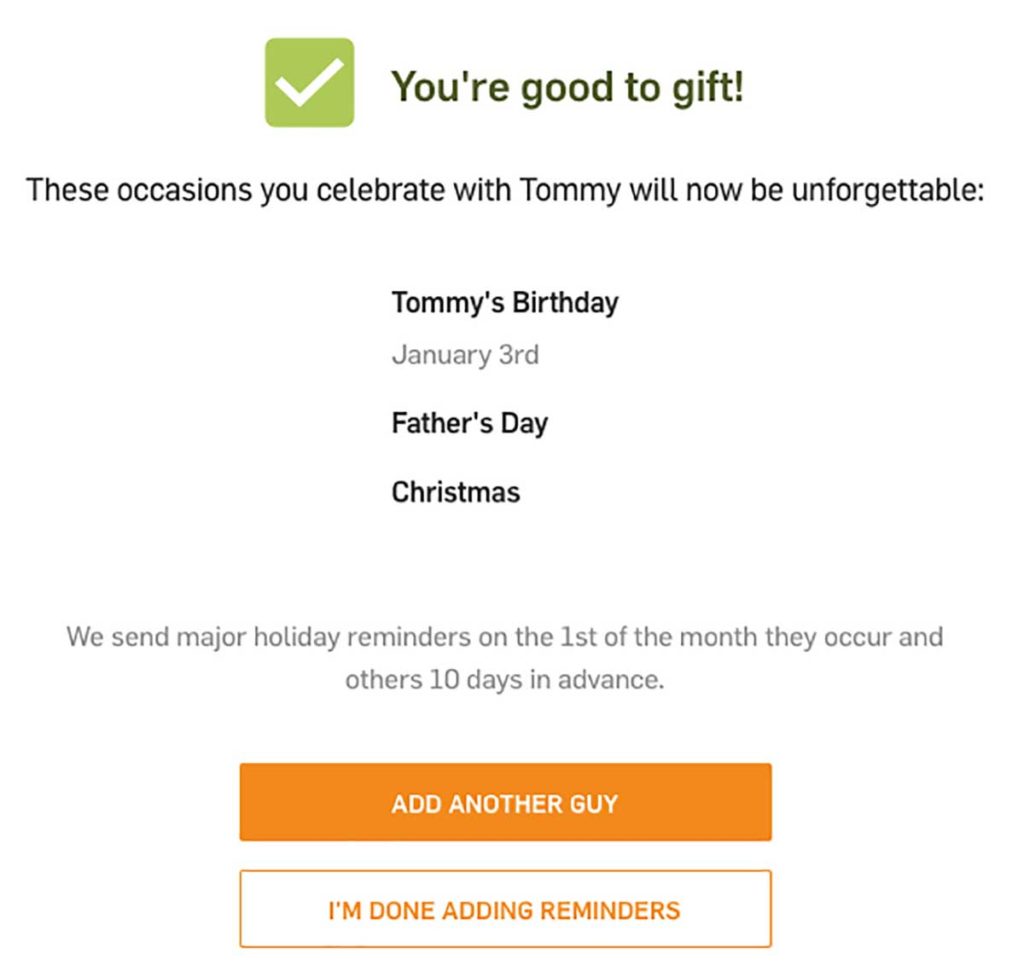 You're good to gift!
These occasions you celebrate with Tommy will now be unforgettable:
Tommy's Birthday
January 3rd
Father's Day
Christmas
We send major holiday reminders on the 1st of the month they occur and
others 10 days in advance.
ADD ANOTHER GUY
I'M DONE ADDING REMINDERS